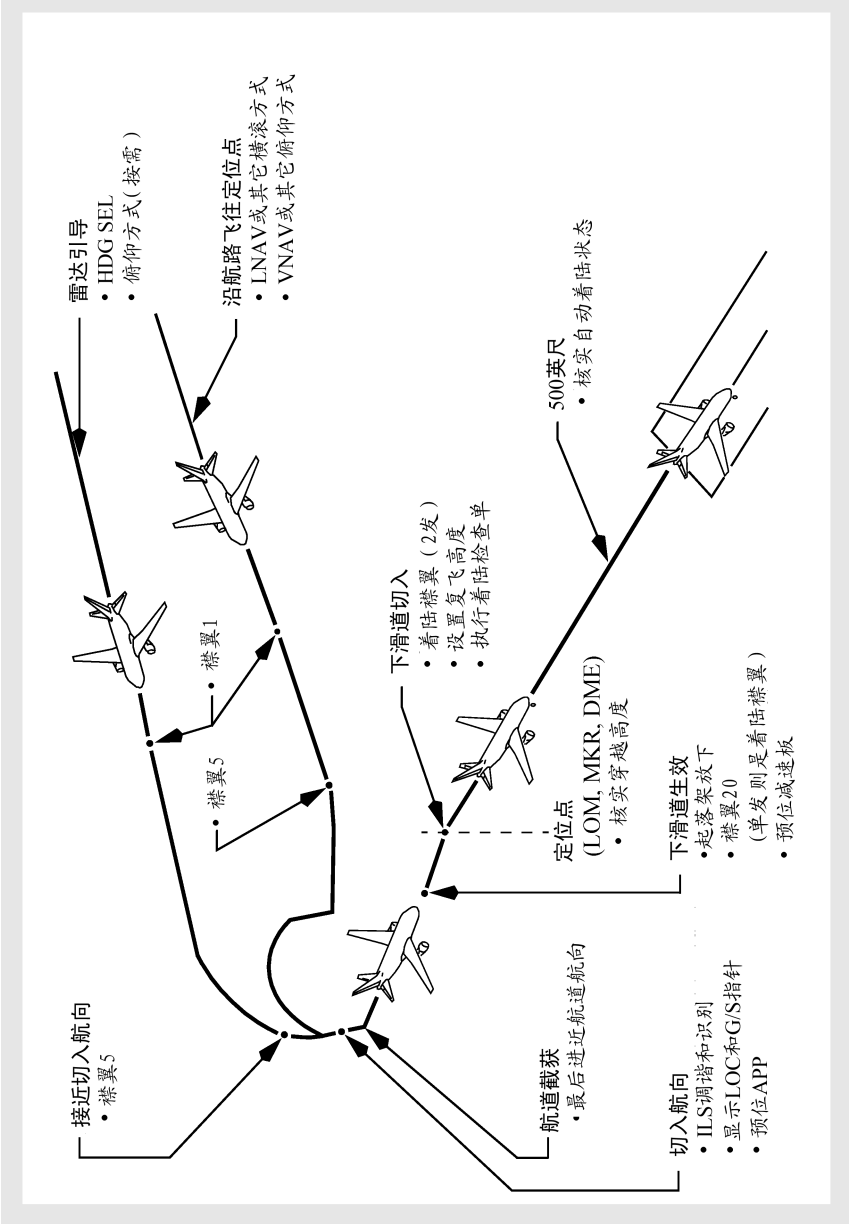 雷达引导
• HDG SEL
• 俯仰方式(按需)
沿航路飞往定位点
• LNAV或其它横滚方式
• VNAV或其它俯仰方式
• 襟翼1
• 襟翼5
接近切入航向
• 襟翼5
切入航向
• ILS调谐和识别
• 显示LOC和G/S指针
• 预位APP
航道截获
• 最后进近航道航向
下滑道生效
• 起落架放下
• 襟翼20
(单发则是着陆襟翼)
• 预位减速板
下滑道切入
• 着陆襟翼(2发)
• 设置复飞高度
• 执行着陆检查单
定位点
(LOM, MKR, DME)
• 核实穿越高度
500英尺
• 核实自动着陆状态